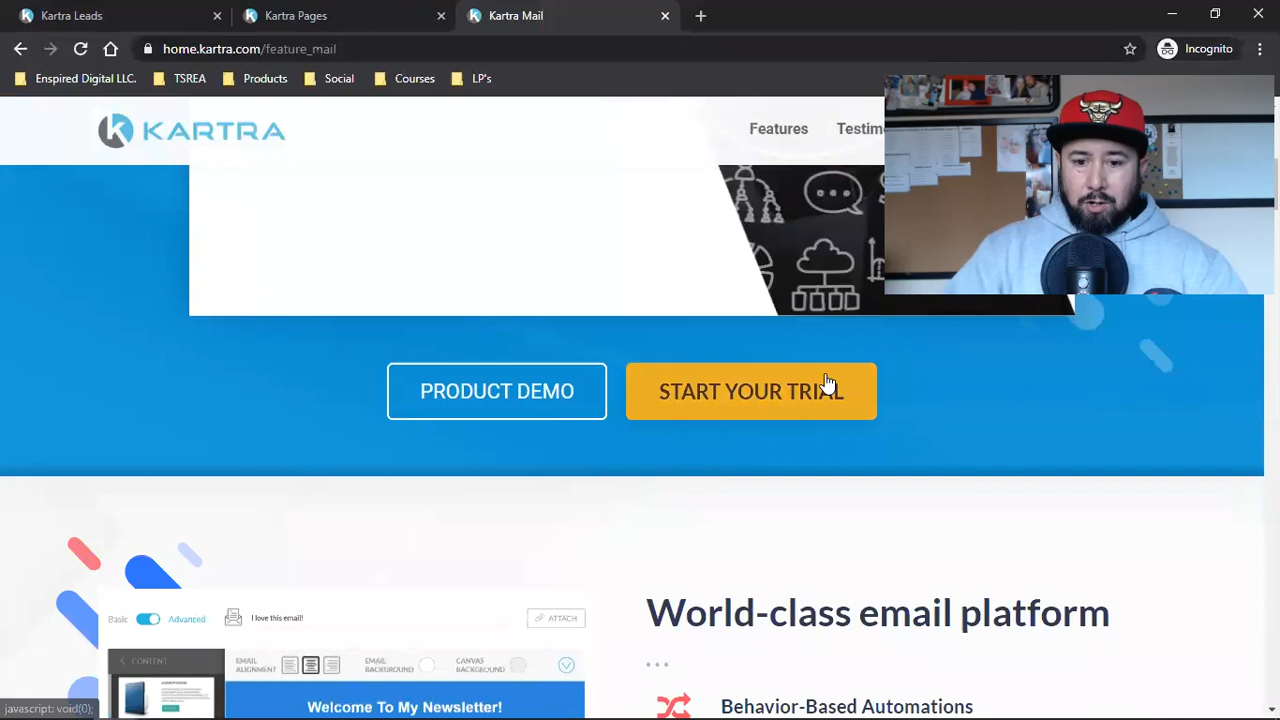 Kartra Leads
Kartra Pages
Kartra Mail
home.kartra.com/feature_mail
Incognito
Enspired Digital LLC.
TSREA
Products
Social
Courses
LP's
KARTRA
Features
Testim
PRODUCT DEMO
START YOUR TRIAL
World-class email platform
Basic
Advanced
I love this email!
ATTACH
CONTENT
EMAIL ALIGNMENT
EMAIL BACKGROUND
CANVAS BACKGROUND
Welcome To My Newsletter!
Behavior-Based Automations
javascript: void(0);